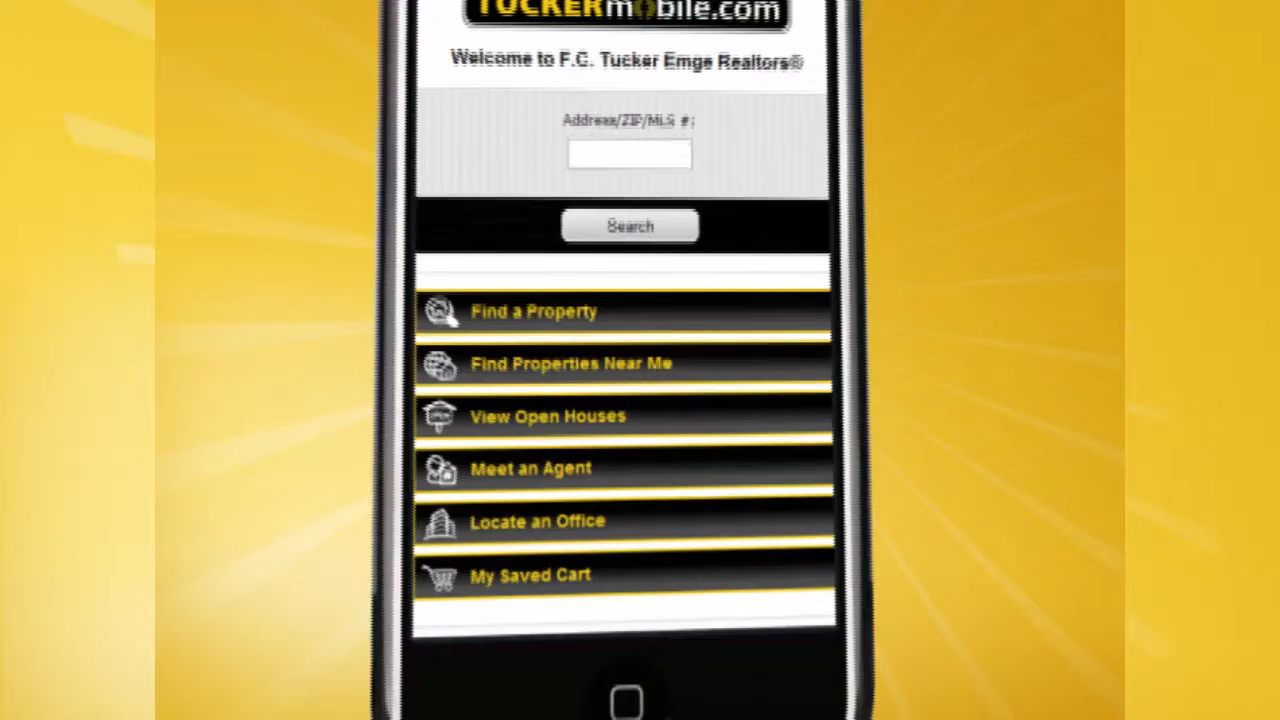 TUCKERmobile.com
Welcome to F.C. Tucker Emge Realtors®
Address/ZIP/MLS #:
Search
Find a Property
Find Properties Near Me
View Open Houses
OPEN
Meet an Agent
Locate an Office
My Saved Cart